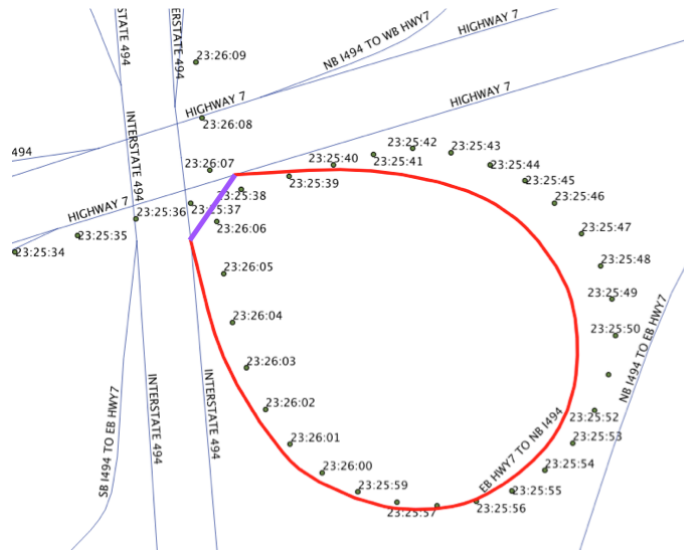 INTERSTATE 494
INTERSTATE 494
NB I494 TO WB HWY7
HIGHWAY 7
23:26:09
HIGHWAY 7
HIGHWAY 7
23:26:08
INTERSTATE 494
494
23:25:42
23:25:43
23:25:40
23:25:41
23:25:44
23:26:07
23:25:39
23:25:45
23:25:38
23:25:46
HIGHWAY 7
23:25:36
23:25:37
23:26:06
23:25:35
23:25:47
23:25:34
23:25:48
23:26:05
23:25:49
23:26:04
23:25:50
NB I494 TO EB HWY7
23:26:03
SB I494 TO EB HWY7
INTERSTATE 494
INTERSTATE 494
23:26:02
23:25:52
23:26:01
23:25:53
EB HWY7 TO NB I494
23:26:00
23:25:54
23:25:59
23:25:55
23:25:57
23:25:56